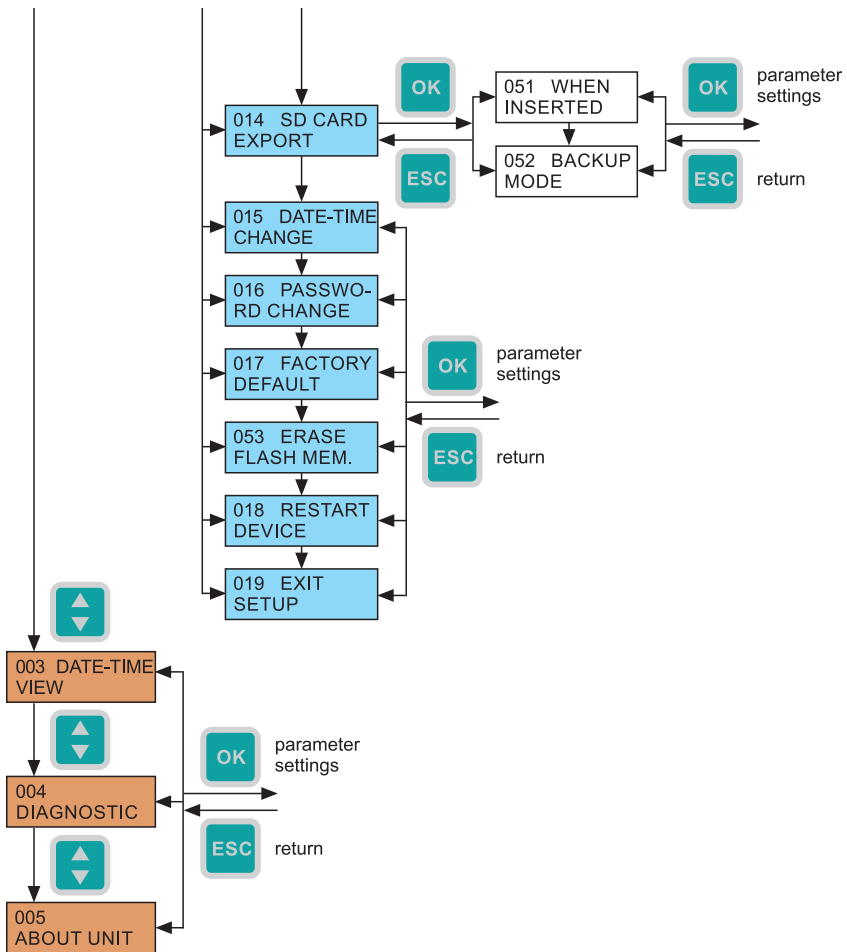 OK
051 WHEN
INSERTED
OK
parameter
settings
014 SD CARD
EXPORT
ESC
052 BACKUP
MODE
ESC
return
015 DATE-TIME
CHANGE
016 PASSWO-
RD CHANGE
017 FACTORY
DEFAULT
OK
parameter
settings
053 ERASE
FLASH MEM.
ESC
return
018 RESTART
DEVICE
019 EXIT
SETUP
003 DATE-TIME
VIEW
OK
parameter
settings
004
DIAGNOSTIC
ESC
return
005
ABOUT UNIT